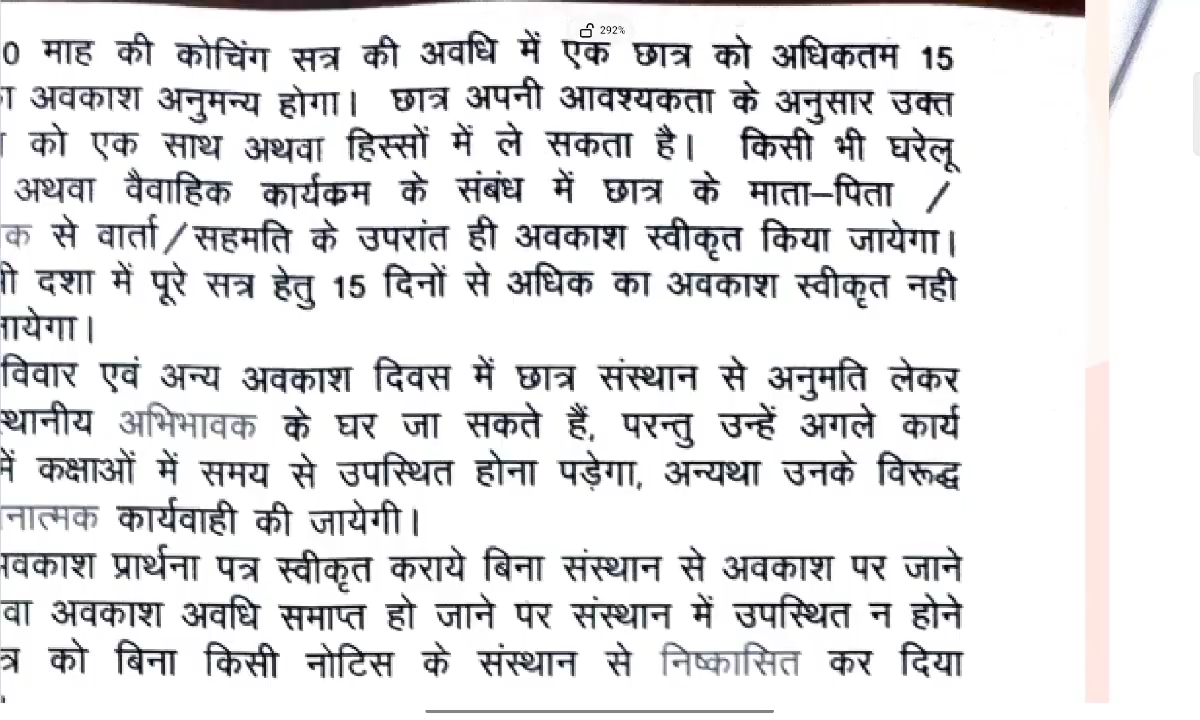 292%
0 माह की कोचिंग सत्र की अवधि में एक छात्र को अधिकतम 15
अवकाश अनुमन्य होगा। छात्र अपनी आवश्यकता के अनुसार उक्त
को एक साथ अथवा हिस्सों में ले सकता है। किसी भी घरेलू
अथवा वैवाहिक कार्यकम के संबंध में छात्र के माता–पिता /
क से वार्ता/सहमति के उपरांत ही अवकाश स्वीकृत किया जायेगा।
दशा में पूरे सत्र हेतु 15 दिनों से अधिक का अवकाश स्वीकृत नही
ायेगा।
विवार एवं अन्य अवकाश दिवस में छात्र संस्थान से अनुमति लेकर
थानीय अभिभावक के घर जा सकते हैं, परन्तु उन्हें अगले कार्य
में कक्षाओं में समय से उपस्थित होना पड़ेगा, अन्यथा उनके विरूद्ध
नात्मक कार्यवाही की जायेगी।
वकाश प्रार्थना पत्र स्वीकृत कराये बिना संस्थान से अवकाश पर जाने
वा अवकाश अवधि समाप्त हो जाने पर संस्थान में उपस्थित न होने
त्र को बिना किसी नोटिस के संस्थान से निष्कासित कर दिया